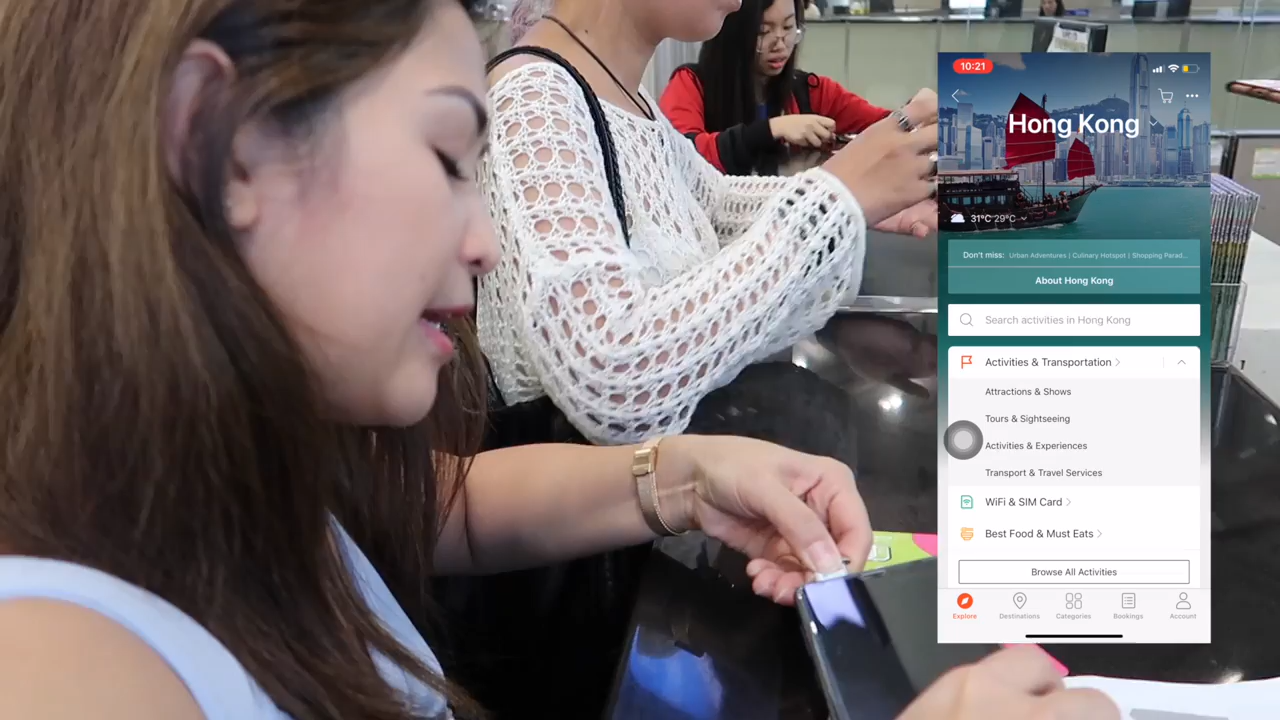 10:21
Hong Kong
31°C 29°C
Don't miss: Urban Adventures | Culinary Hotspot | Shopping Parad...
About Hong Kong
Search activities in Hong Kong
Activities & Transportation
Attractions & Shows
Tours & Sightseeing
Activities & Experiences
Transport & Travel Services
WiFi & SIM Card
Best Food & Must Eats
Browse All Activities
Explore Destinations Categories Bookings Account